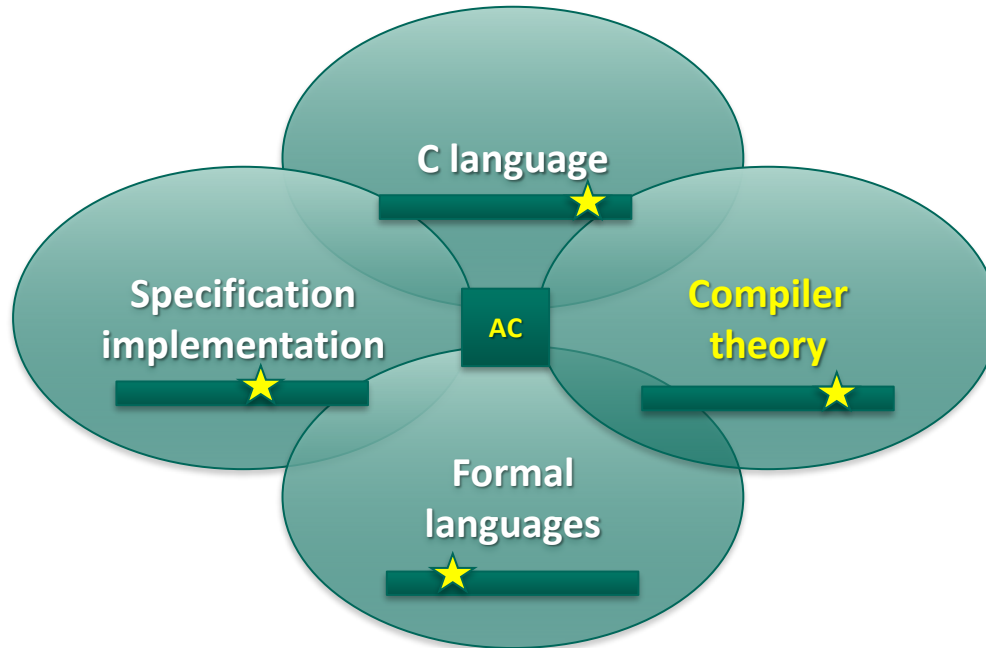 C language
Specification
implementation
AC
Compiler
theory
Formal
languages